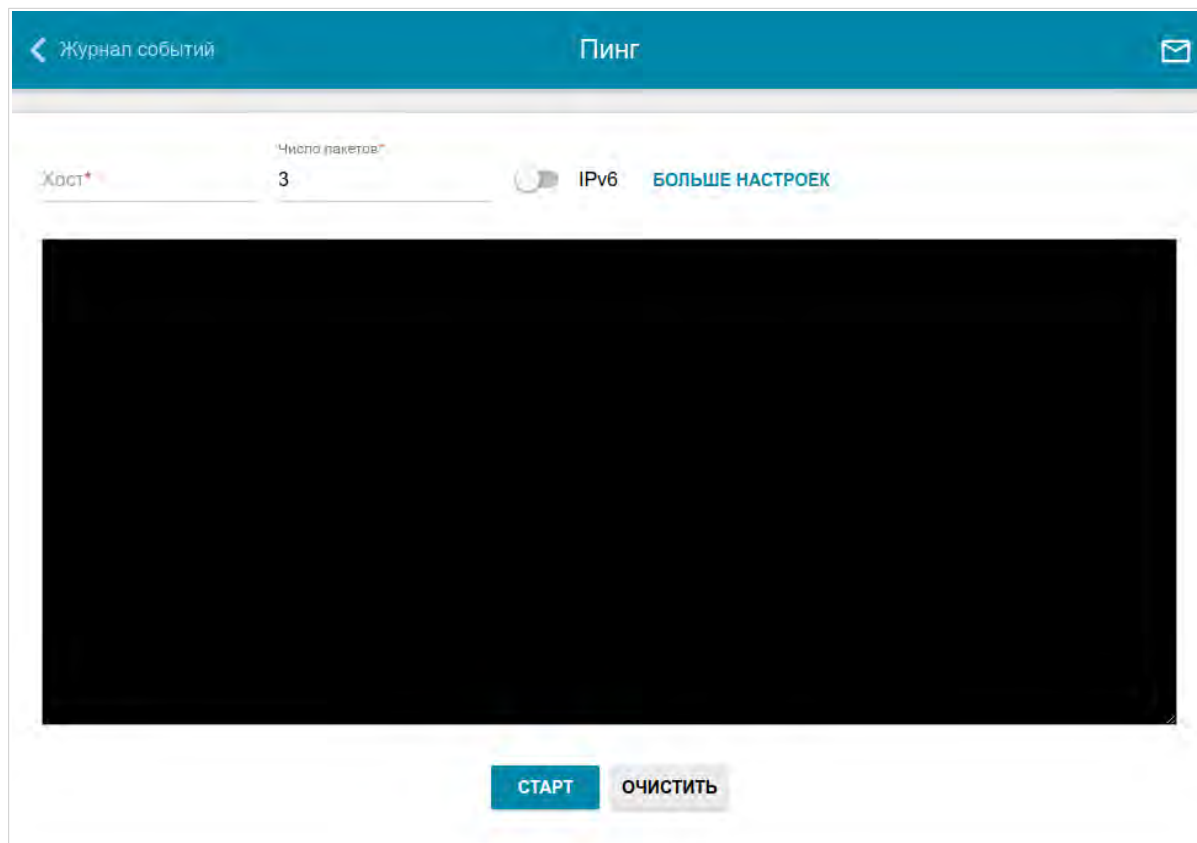 Журнал событий
Пинг
Хост*
Число пакетов*
3
IPv6
БОЛЬШЕ НАСТРОЕК
СТАРТ
ОЧИСТИТЬ